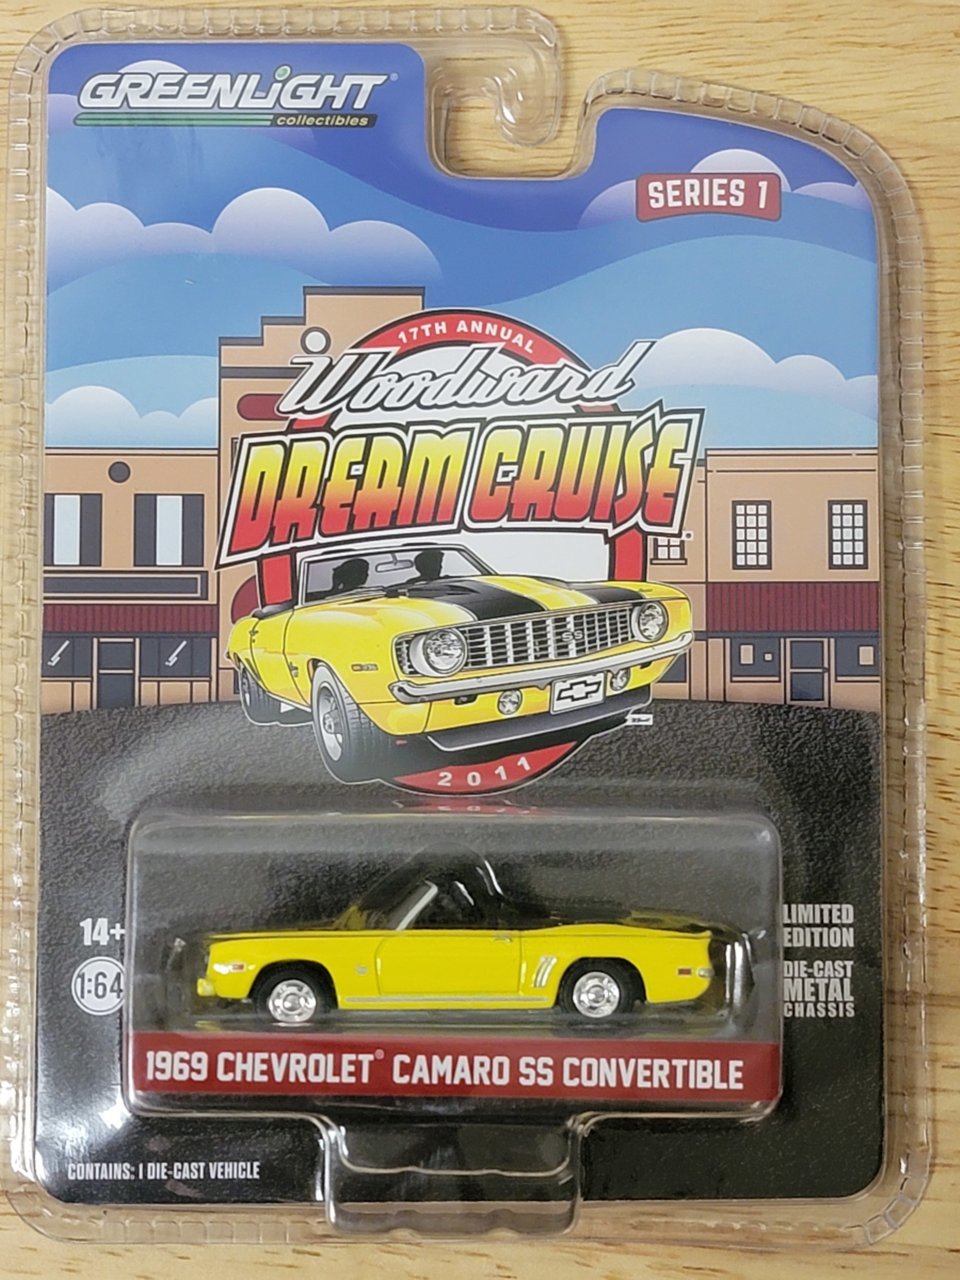 GREENLiGHT®
collectibles
SERIES 1
17TH ANNUAL
Woodward
DREAM CRUISE
SS
2011
14+
1:64
LIMITED
EDITION
DIE-CAST
METAL
CHASSIS
1969 CHEVROLET® CAMARO SS CONVERTIBLE
CONTAINS: 1 DIE-CAST VEHICLE